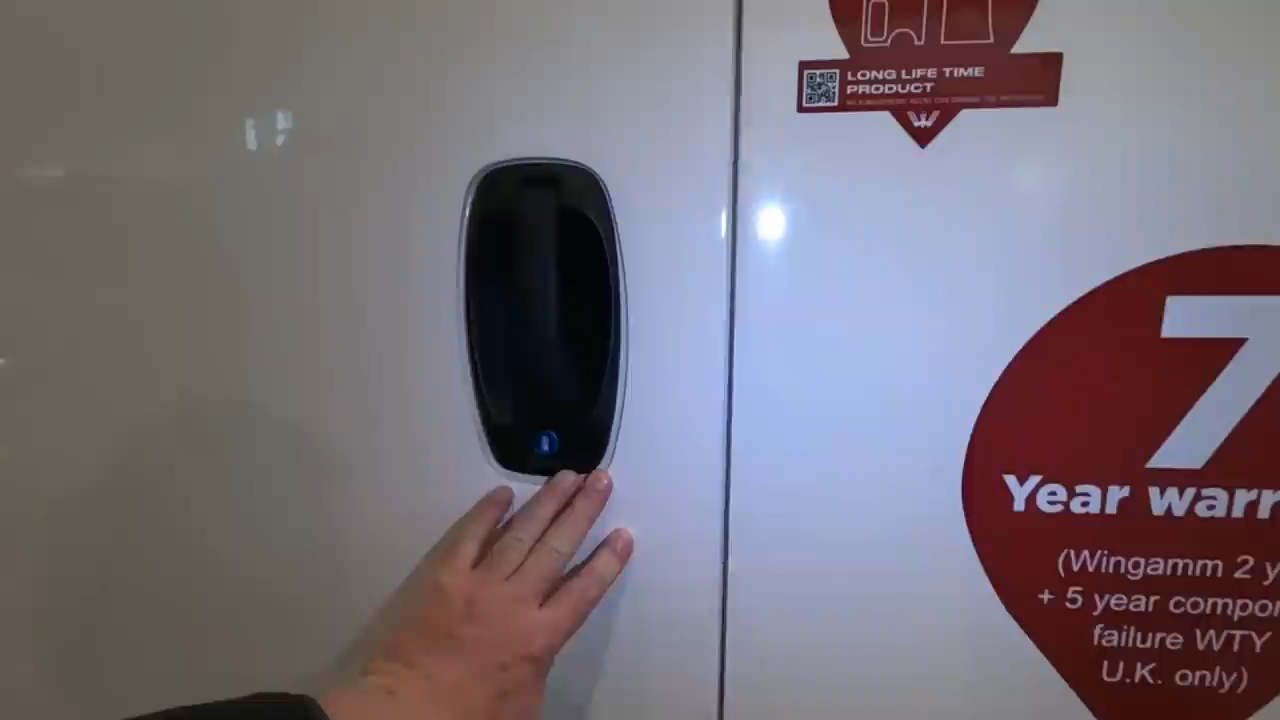 LONG LIFE TIME
PRODUCT
7
Year warr
(Wingamm 2 y
+ 5 year compo
failure WTY
U.K. only)